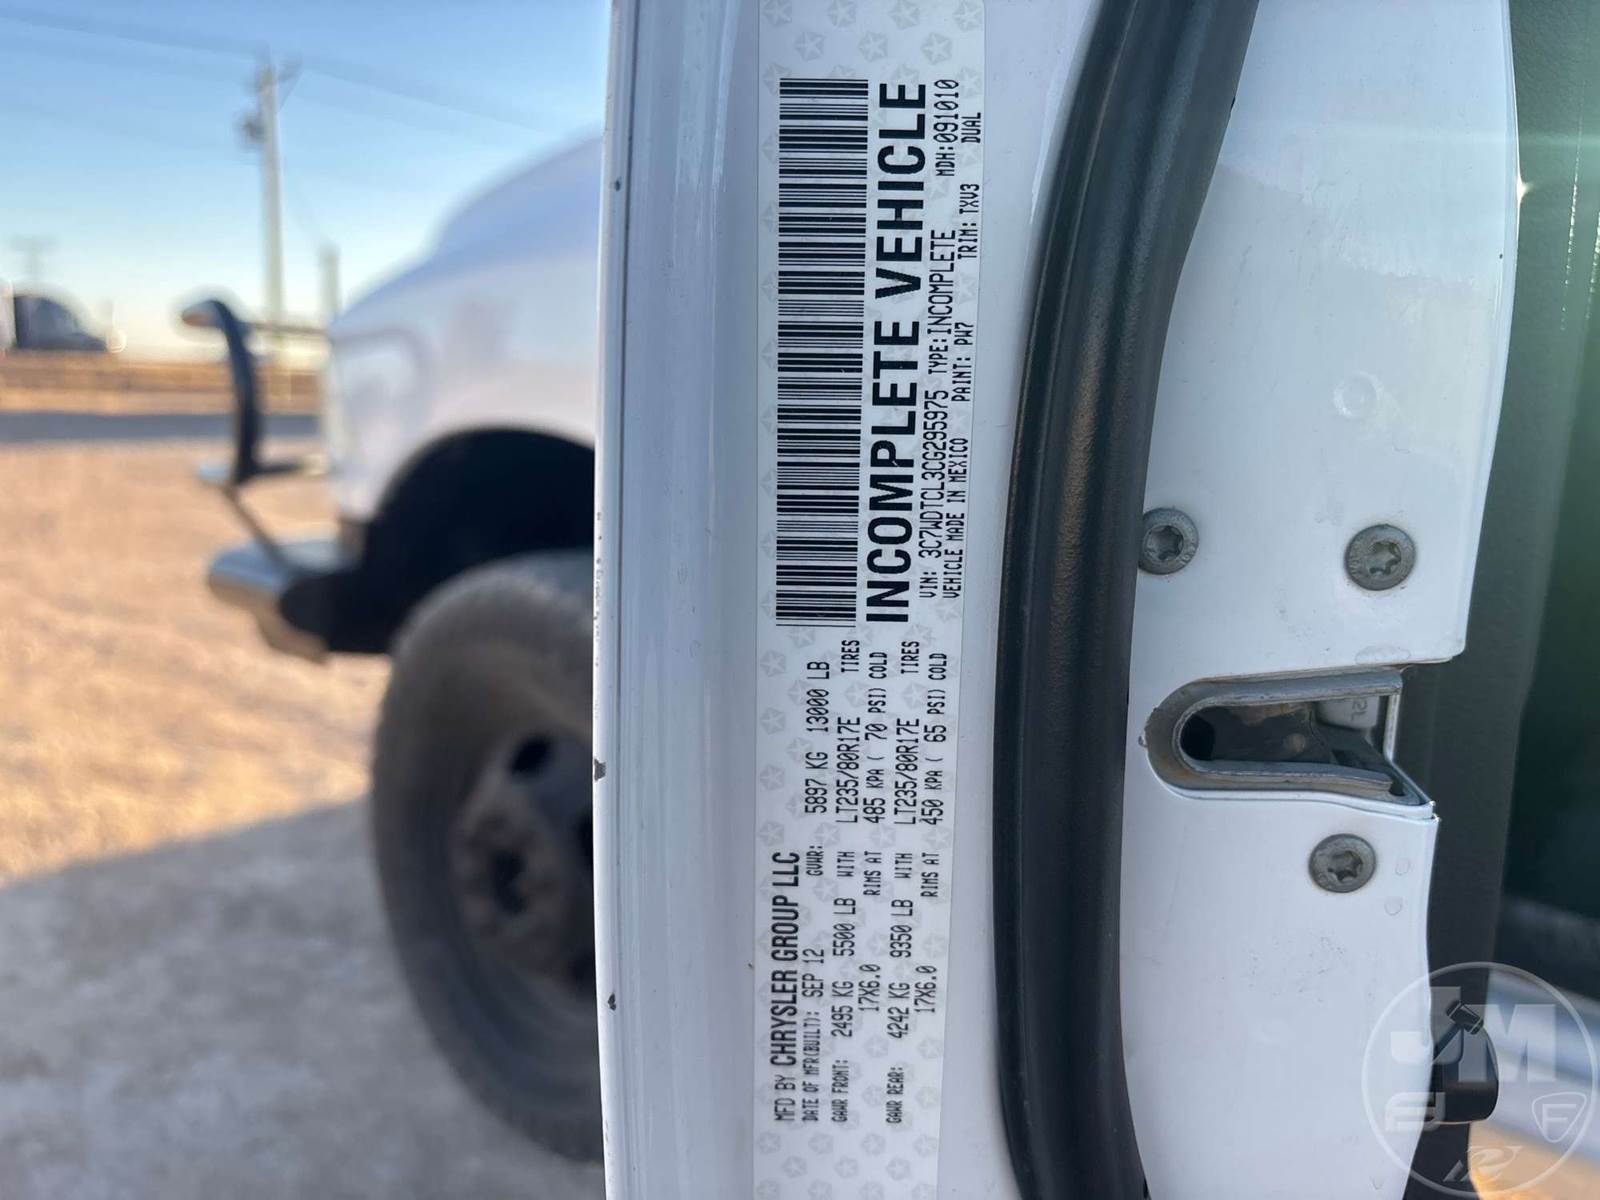 MFD BY CHRYSLER GROUP LLC
DATE OF MFR(BUILT): SEP 12 GVWR: 5897 KG 13000 LB
GAWR FRONT: 2495 KG 5500 LB WITH LT235/80R17E TIRES
17X6.0 RIMS AT 485 KPA( 70 PSI) COLD
GAWR REAR: 4242 KG 9350 LB WITH LT235/80R17E TIRES
17X6.0 RIMS AT 450 KPA( 65 PSI) COLD
INCOMPLETE VEHICLE
VIN: 3C7WDTCL3CG295975 TYPE:INCOMPLETE MDH:091010
VEHICLE MADE IN MEXICO PAINT: PW7 TRIM: TXV3 DUAL
JM